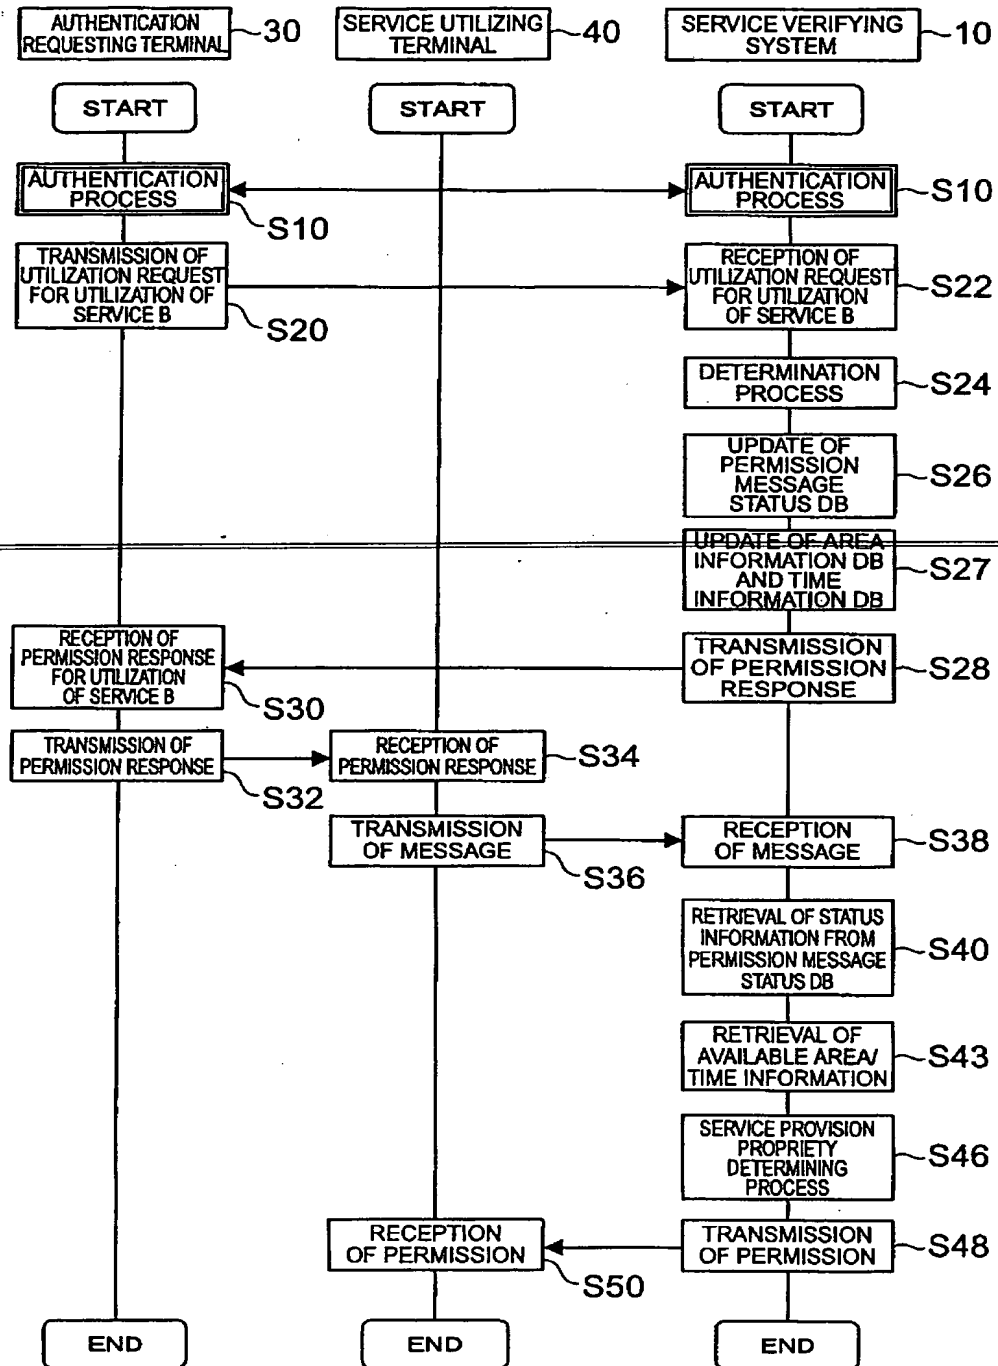 AUTHENTICATION
REQUESTING TERMINAL
30
SERVICE UTILIZING
TERMINAL
40
SERVICE VERIFYING
SYSTEM
10
START
START
START
AUTHENTICATION
PROCESS
S10
AUTHENTICATION
PROCESS
S10
TRANSMISSION OF
UTILIZATION REQUEST
FOR UTILIZATION OF
SERVICE B
S20
RECEPTION OF
UTILIZATION REQUEST
FOR UTILIZATION
OF SERVICE B
S22
DETERMINATION
PROCESS
S24
UPDATE OF
PERMISSION
MESSAGE
STATUS DB
S26
UPDATE OF AREA
INFORMATION DB
AND TIME
INFORMATION DB
S27
RECEPTION OF
PERMISSION RESPONSE
FOR UTILIZATION
OF SERVICE B
S30
TRANSMISSION
OF PERMISSION
RESPONSE
S28
TRANSMISSION OF
PERMISSION RESPONSE
S32
RECEPTION OF
PERMISSION RESPONSE
S34
TRANSMISSION
OF MESSAGE
S36
RECEPTION
OF MESSAGE
S38
RETRIEVAL OF STATUS
INFORMATION FROM
PERMISSION MESSAGE
STATUS DB
S40
RETRIEVAL OF
AVAILABLE AREA/
TIME INFORMATION
S43
SERVICE PROVISION
PROPRIETY
DETERMINING
PROCESS
S46
RECEPTION
OF PERMISSION
S50
TRANSMISSION
OF PERMISSION
S48
END
END
END